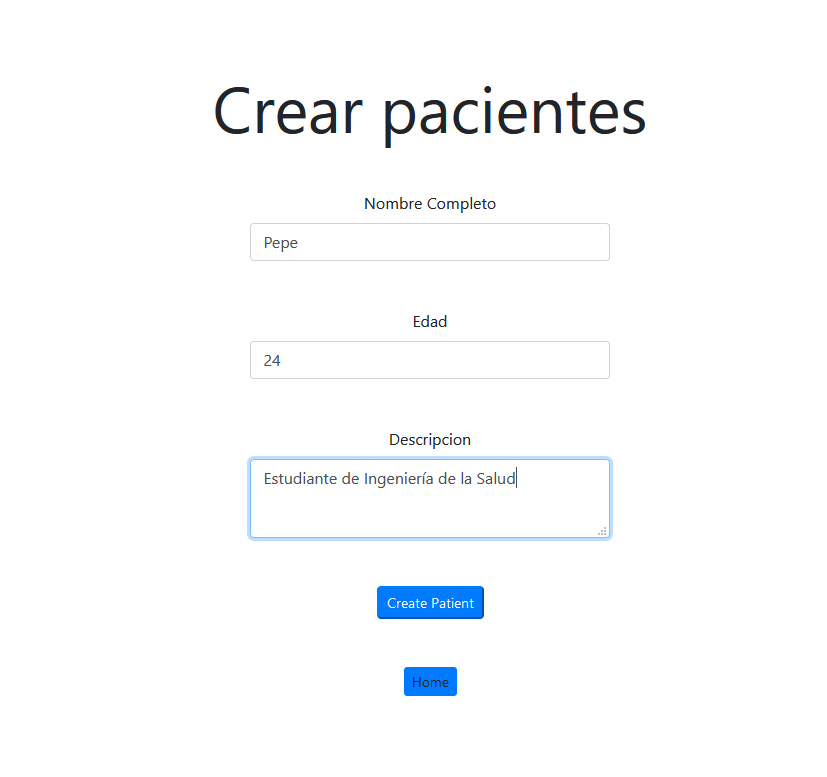 Crear pacientes
Nombre Completo
Pepe
Edad
24
Descripcion
Estudiante de Ingeniería de la Salud
Create Patient
Home